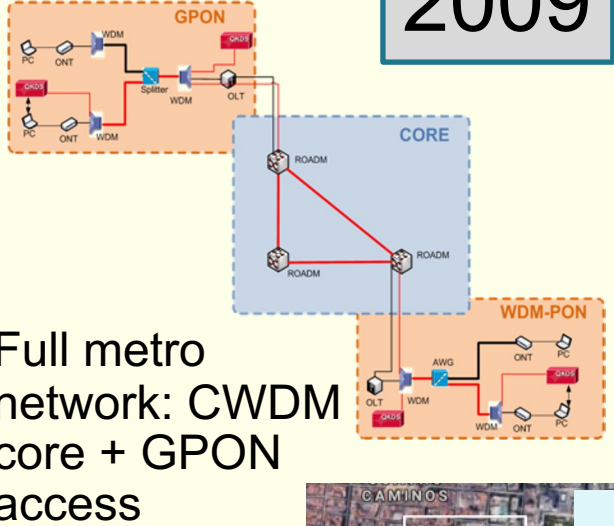 2009
GPON
WDM
PC
ONT
QKDS
QKDS
Splitter
WDM
OLT
PC
ONT
WDM
CORE
ROADM
ROADM
ROADM
WDM-PON
AWG
ONT
PC
QKDS
OLT
WDM
QKDS
WDM
ONT
PC
Full metro
network: CWDM
core + GPON
access
CAMINOS